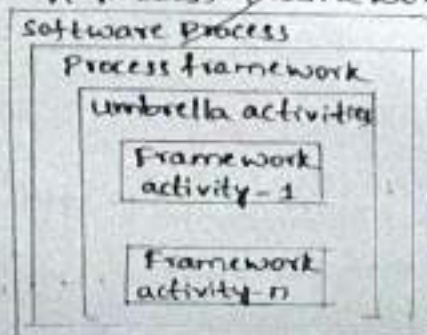 Software Process
Process framework
umbrella activities
Framework
activity-1
Framework
activity-n